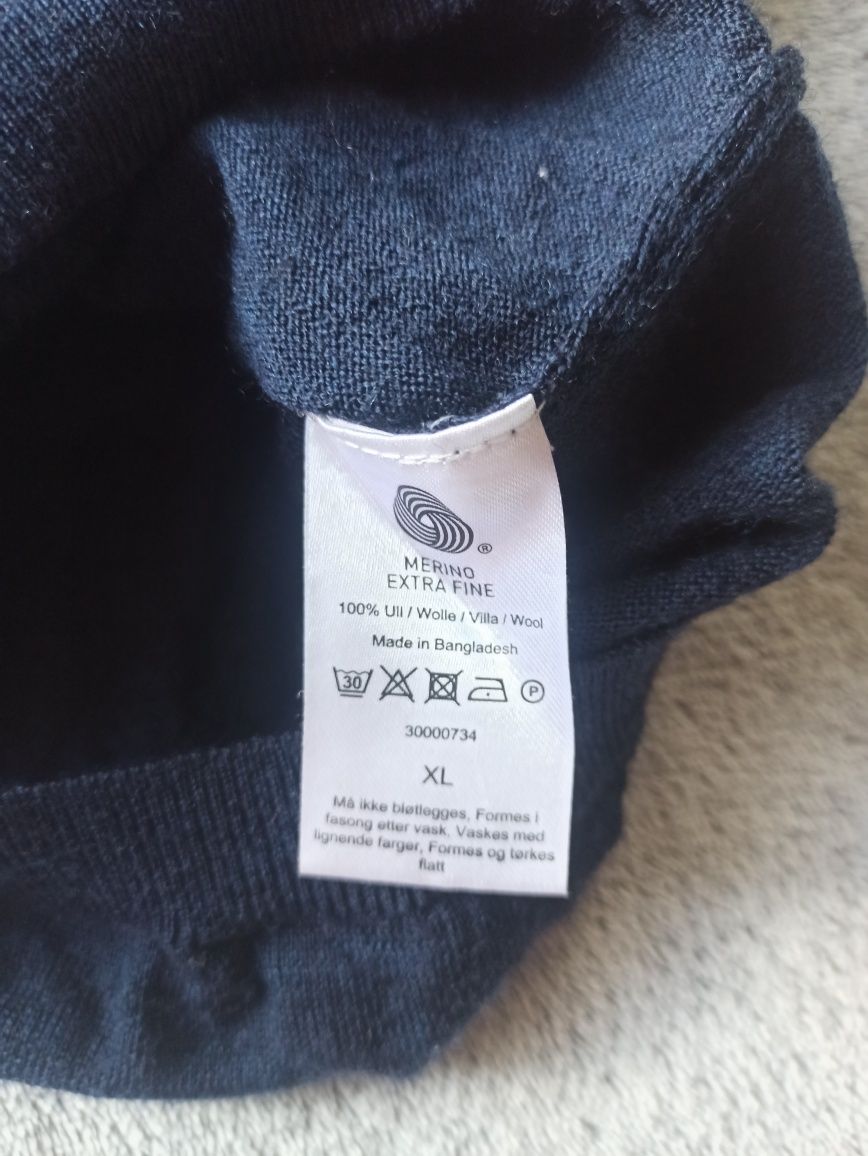 ®
MERINO
EXTRA FINE
100% Ull / Wolle / Villa / Wool
Made in Bangladesh
30 P
30000734
XL
Må ikke bløtlegges, Formes i
fasong etter vask, Vaskes med
lignende farger, Formes og tørkes
flatt